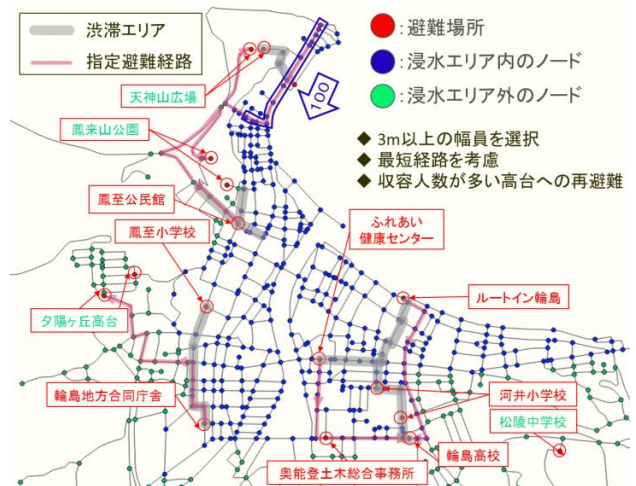 渋滞エリア
指定避難経路
：避難場所
：浸水エリア内のノード
：浸水エリア外のノード
◆ 3m以上の幅員を選択
◆ 最短経路を考慮
◆ 収容人数が多い高台への再避難
100
天神山広場
鳳来山公園
鳳至公民館
鳳至小学校
ふれあい
健康センター
ルートイン輪島
夕陽ヶ丘高台
輪島地方合同庁舎
河井小学校
松陵中学校
輪島高校
奥能登土木総合事務所